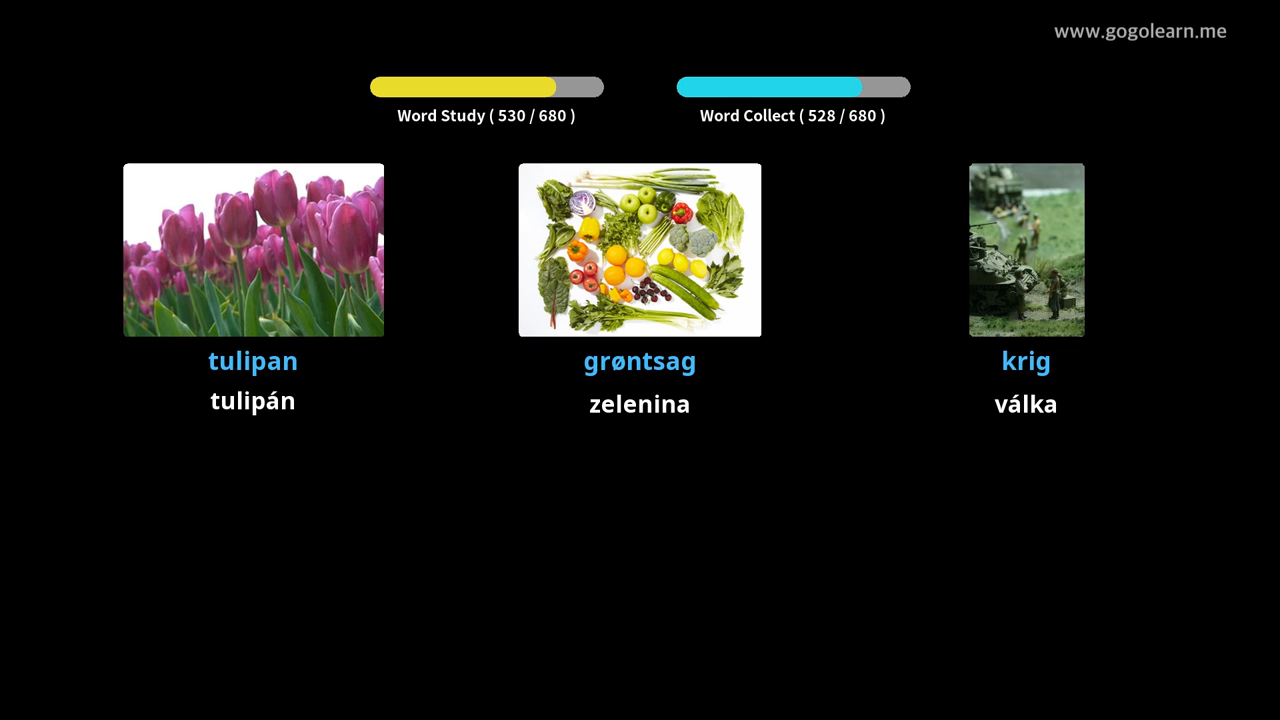 www.gogolearn.me
Word Study ( 530 / 680 )
Word Collect ( 528 / 680 )
tulipan
tulipán
grøntsag
zelenina
krig
válka